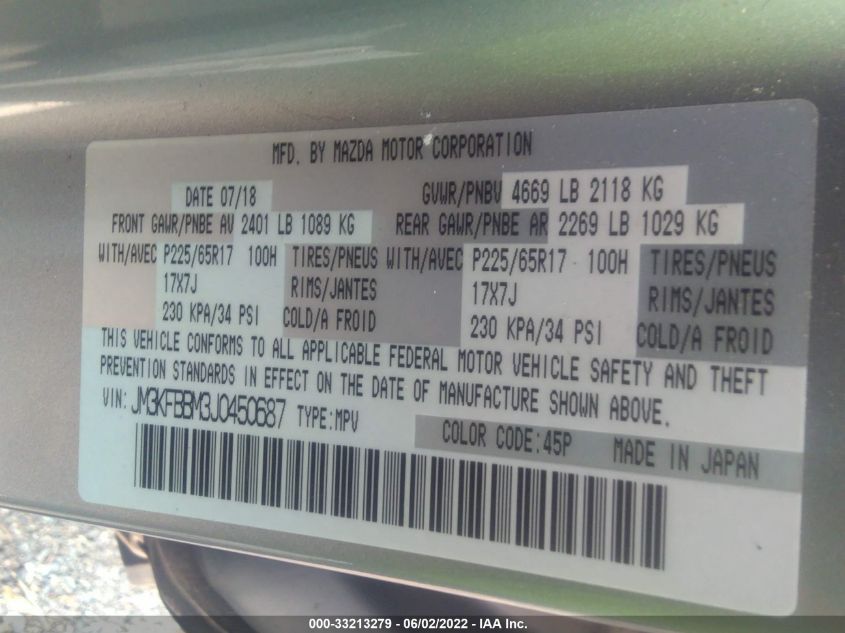 MFD. BY MAZDA MOTOR CORPORATION
DATE 07/18 GVWR/PNBV 4669 LB 2118 KG
FRONT GAWR/PNBE AV 2401 LB 1089 KG REAR GAWR/PNBE AR 2269 LB 1029 KG
WITH/AVEC P225/65R17 100H TIRES/PNEUS WITH/AVEC P225/65R17 100H TIRES/PNEUS
17X7J RIMS/JANTES 17X7J RIMS/JANTES
230 KPA/34 PSI COLD/A FROID 230 KPA/34 PSI COLD/A FROID
THIS VEHICLE CONFORMS TO ALL APPLICABLE FEDERAL MOTOR VEHICLE SAFETY AND THEFT
PREVENTION STANDARDS IN EFFECT ON THE DATE OF MANUFACTURE SHOWN ABOVE.
VIN: JM3KFBBM3J0450687 TYPE:MPV
COLOR CODE:45P MADE IN JAPAN
000-33213279 - 06/02/2022 - IAA Inc.